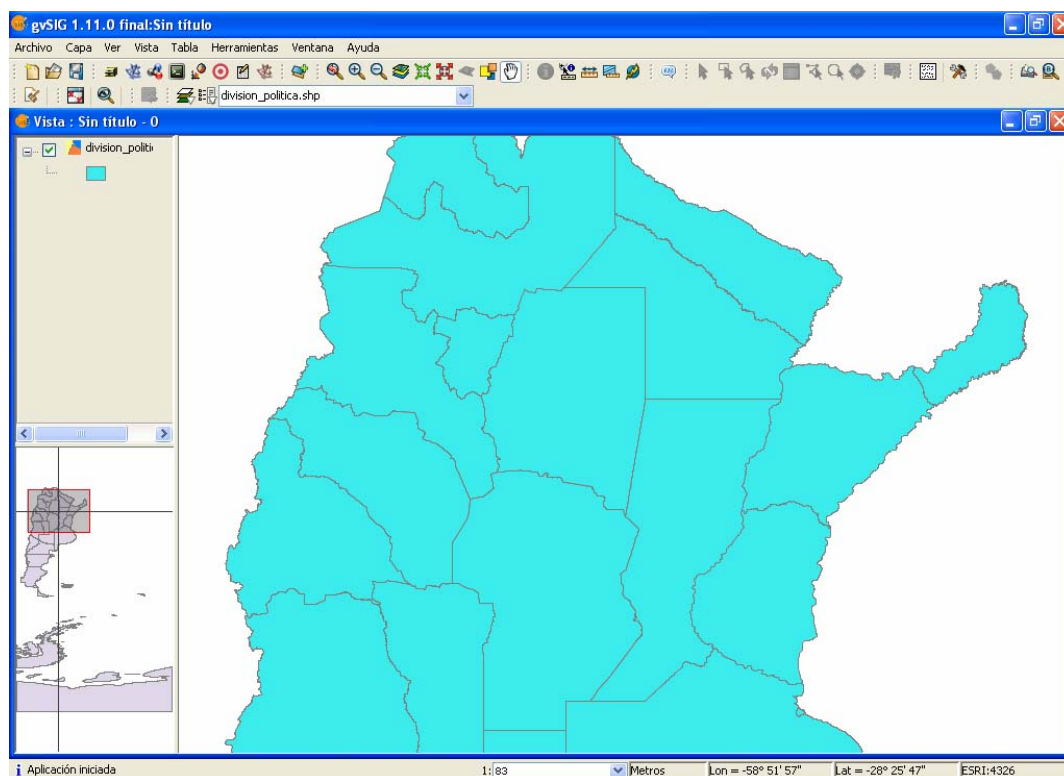 gvSIG 1.11.0 final:Sin título
Archivo Capa Ver Vista Tabla Herramientas Ventana Ayuda
division_politica.shp
Vista : Sin título - 0
division_politi
Aplicación iniciada
1: 83
Metros
Lon = -58° 51' 57"
Lat = -28° 25' 47"
ESRI:4326